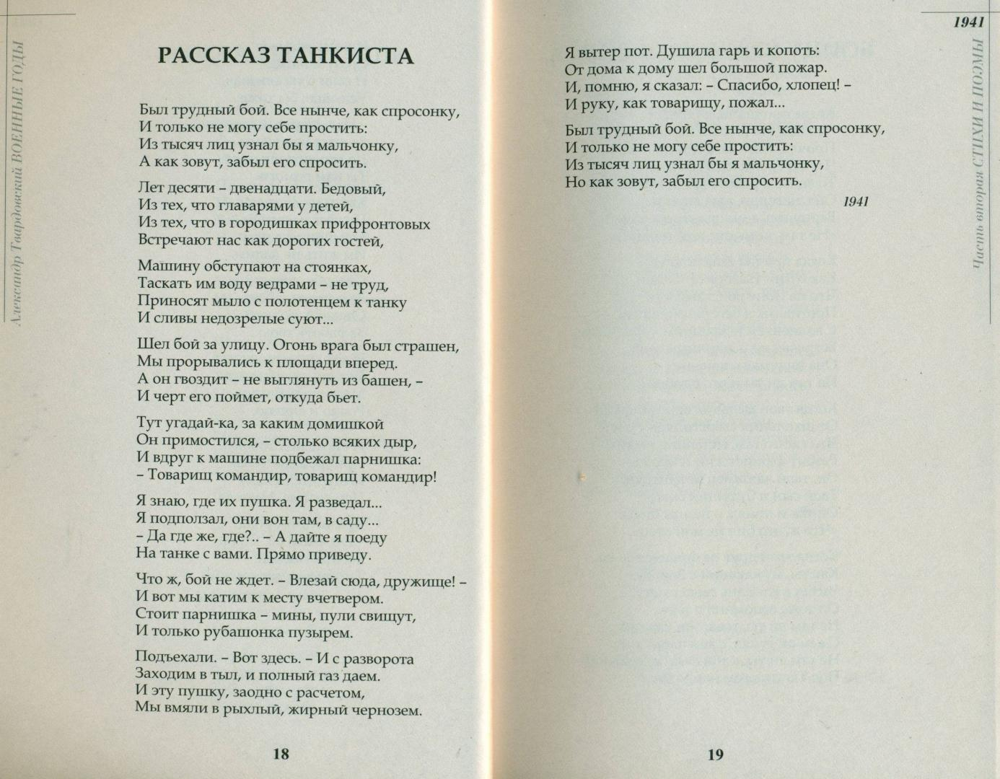 Александр Твардовский ВОЕННЫЕ ГОДЫ
РАССКАЗ ТАНКИСТА
Был трудный бой. Все нынче, как спросонку,
И только не могу себе простить:
Из тысяч лиц узнал бы я мальчонку,
А как зовут, забыл его спросить.
Лет десяти – двенадцати. Бедовый,
Из тех, что главарями у детей,
Из тех, что в городишках прифронтовых
Встречают нас как дорогих гостей,
Машину обступают на стоянках,
Таскать им воду ведрами – не труд,
Приносят мыло с полотенцем к танку
И сливы недозрелые суют...
Шел бой за улицу. Огонь врага был страшен,
Мы прорывались к площади вперед.
А он гвоздит – не выглянуть из башен, –
И черт его поймет, откуда бьет.
Тут угадай-ка, за каким домишкой
Он примостился, – столько всяких дыр,
И вдруг к машине подбежал парнишка:
– Товарищ командир, товарищ командир!
Я знаю, где их пушка. Я разведал...
Я подползал, они вон там, в саду...
– Да где же, где?.. – А дайте я поеду
На танке с вами. Прямо приведу.
Что ж, бой не ждет. – Влезай сюда, дружище! –
И вот мы катим к месту вчетвером.
Стоит парнишка – мины, пули свищут,
И только рубашонка пузырем.
Подъехали. – Вот здесь. – И с разворота
Заходим в тыл, и полный газ даем.
И эту пушку, заодно с расчетом,
Мы вмяли в рыхлый, жирный чернозем.
18
1941
Часть вторая СТИХИ И ПОЭМЫ
Я вытер пот. Душила гарь и копоть:
От дома к дому шел большой пожар.
И, помню, я сказал: – Спасибо, хлопец! –
И руку, как товарищу, пожал...
Был трудный бой. Все нынче, как спросонку,
И только не могу себе простить:
Из тысяч лиц узнал бы я мальчонку,
Но как зовут, забыл его спросить.
1941
19